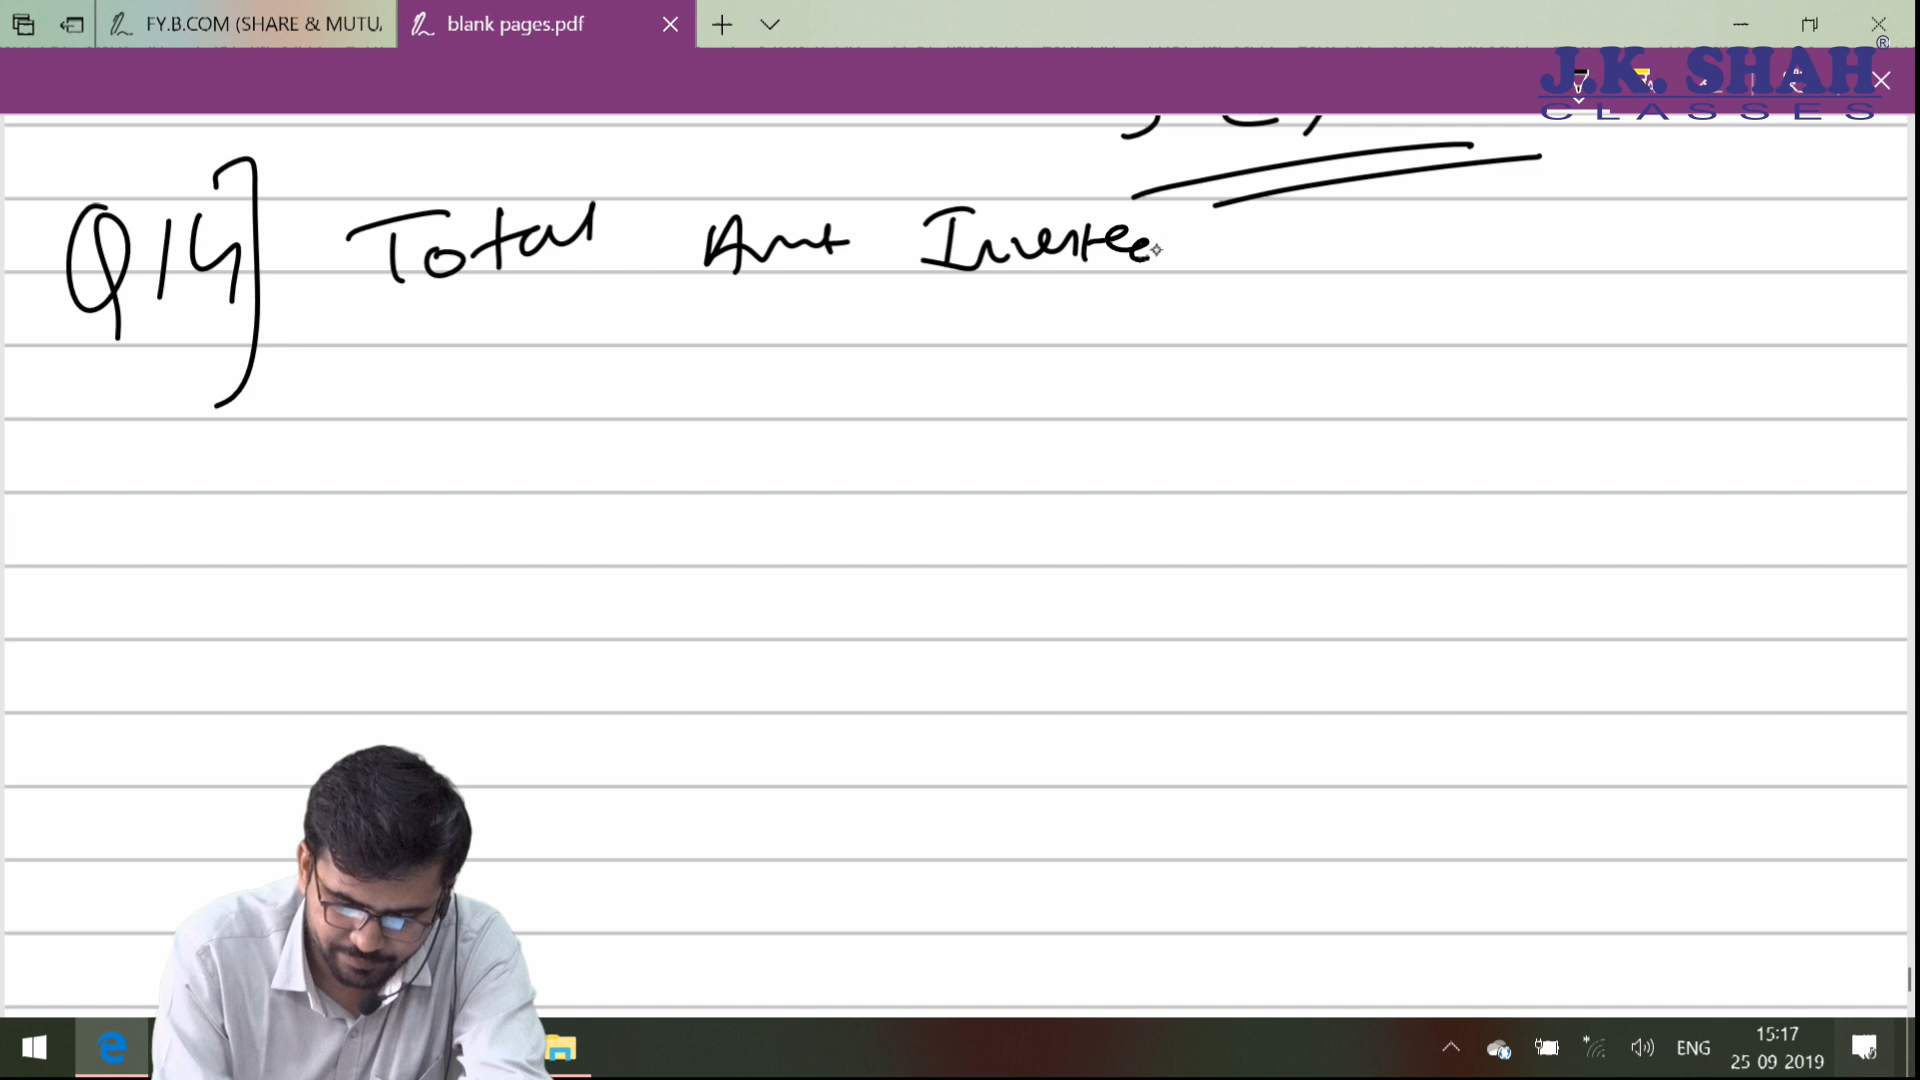 FY.B.COM (SHARE & MUTU
blank pages.pdf
J.K. SHAH®
CLASSES
Q14] Total Amt Investe
ENG
15:17
25 09 2019